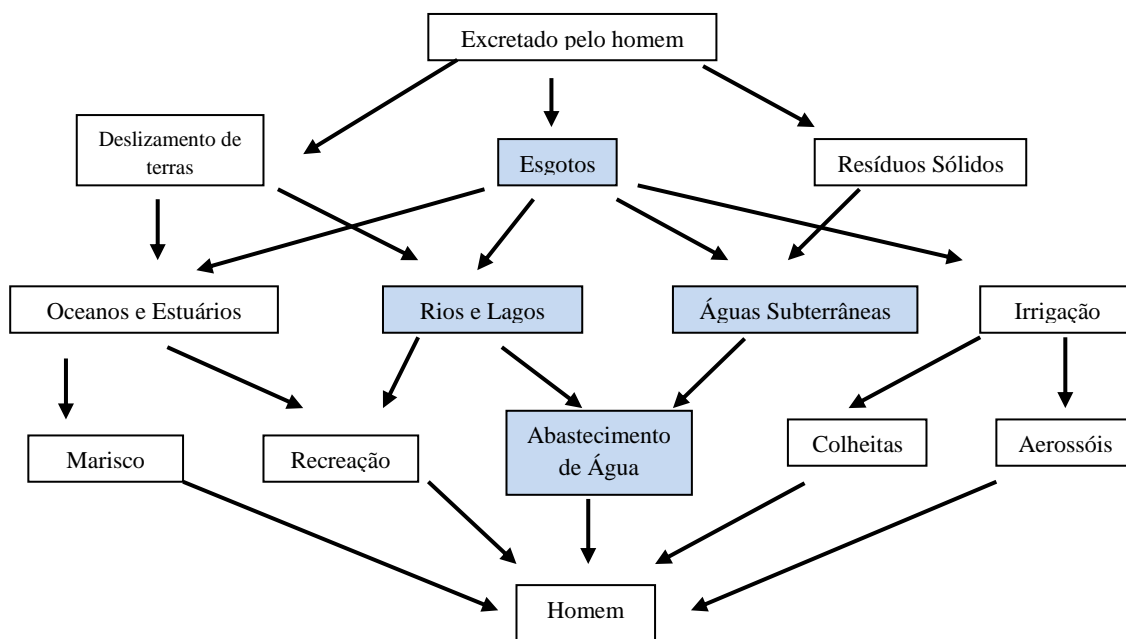 Excretado pelo homem
Deslizamento de
terras
Esgotos
Resíduos Sólidos
Oceanos e Estuários
Rios e Lagos
Águas Subterrâneas
Irrigação
Marisco
Recreação
Abastecimento
de Água
Colheitas
Aerossóis
Homem